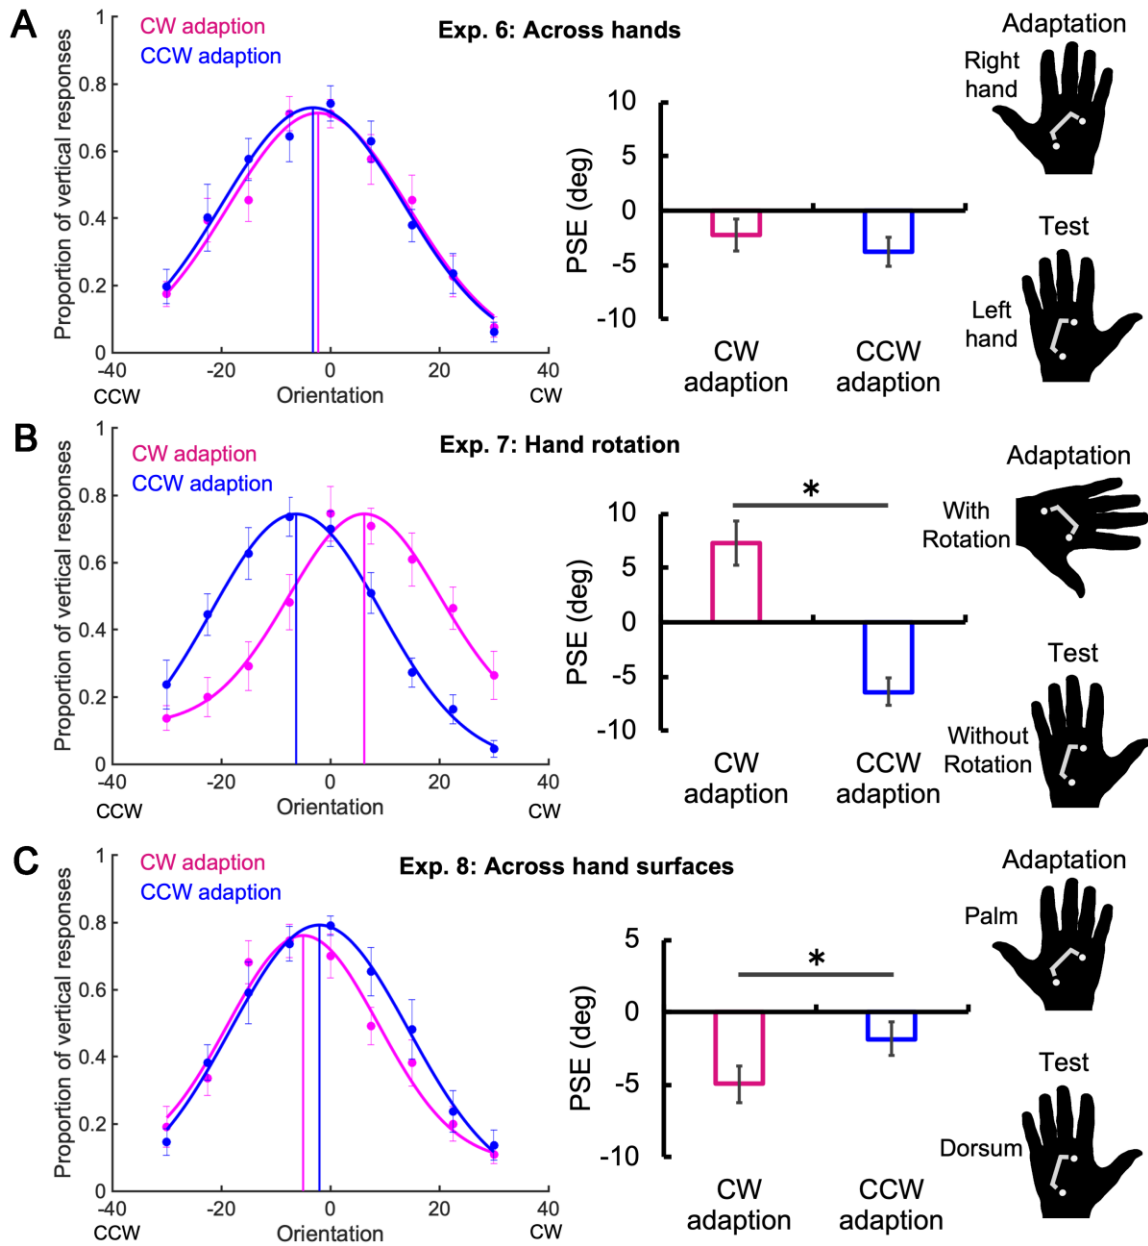 A
CW adaption
CCW adaption
Exp. 6: Across hands
Proportion of vertical responses
1
0.8
0.6
0.4
0.2
0
-40
-20
0
20
40
CCW
Orientation
CW
PSE (deg)
10
5
0
-5
-10
CW
adaption
CCW
adaption
Adaptation
Right
hand
Test
Left
hand
B
CW adaption
CCW adaption
Exp. 7: Hand rotation
Proportion of vertical responses
1
0.8
0.6
0.4
0.2
0
-40
-20
0
20
40
CCW
Orientation
CW
PSE (deg)
10
5
0
-5
-10
*
CW
adaption
CCW
adaption
Adaptation
With
Rotation
Test
Without
Rotation
C
CW adaption
CCW adaption
Exp. 8: Across hand surfaces
Proportion of vertical responses
1
0.8
0.6
0.4
0.2
0
-40
-20
0
20
40
CCW
Orientation
CW
PSE (deg)
5
0
-5
-10
*
CW
adaption
CCW
adaption
Adaptation
Palm
Test
Dorsum